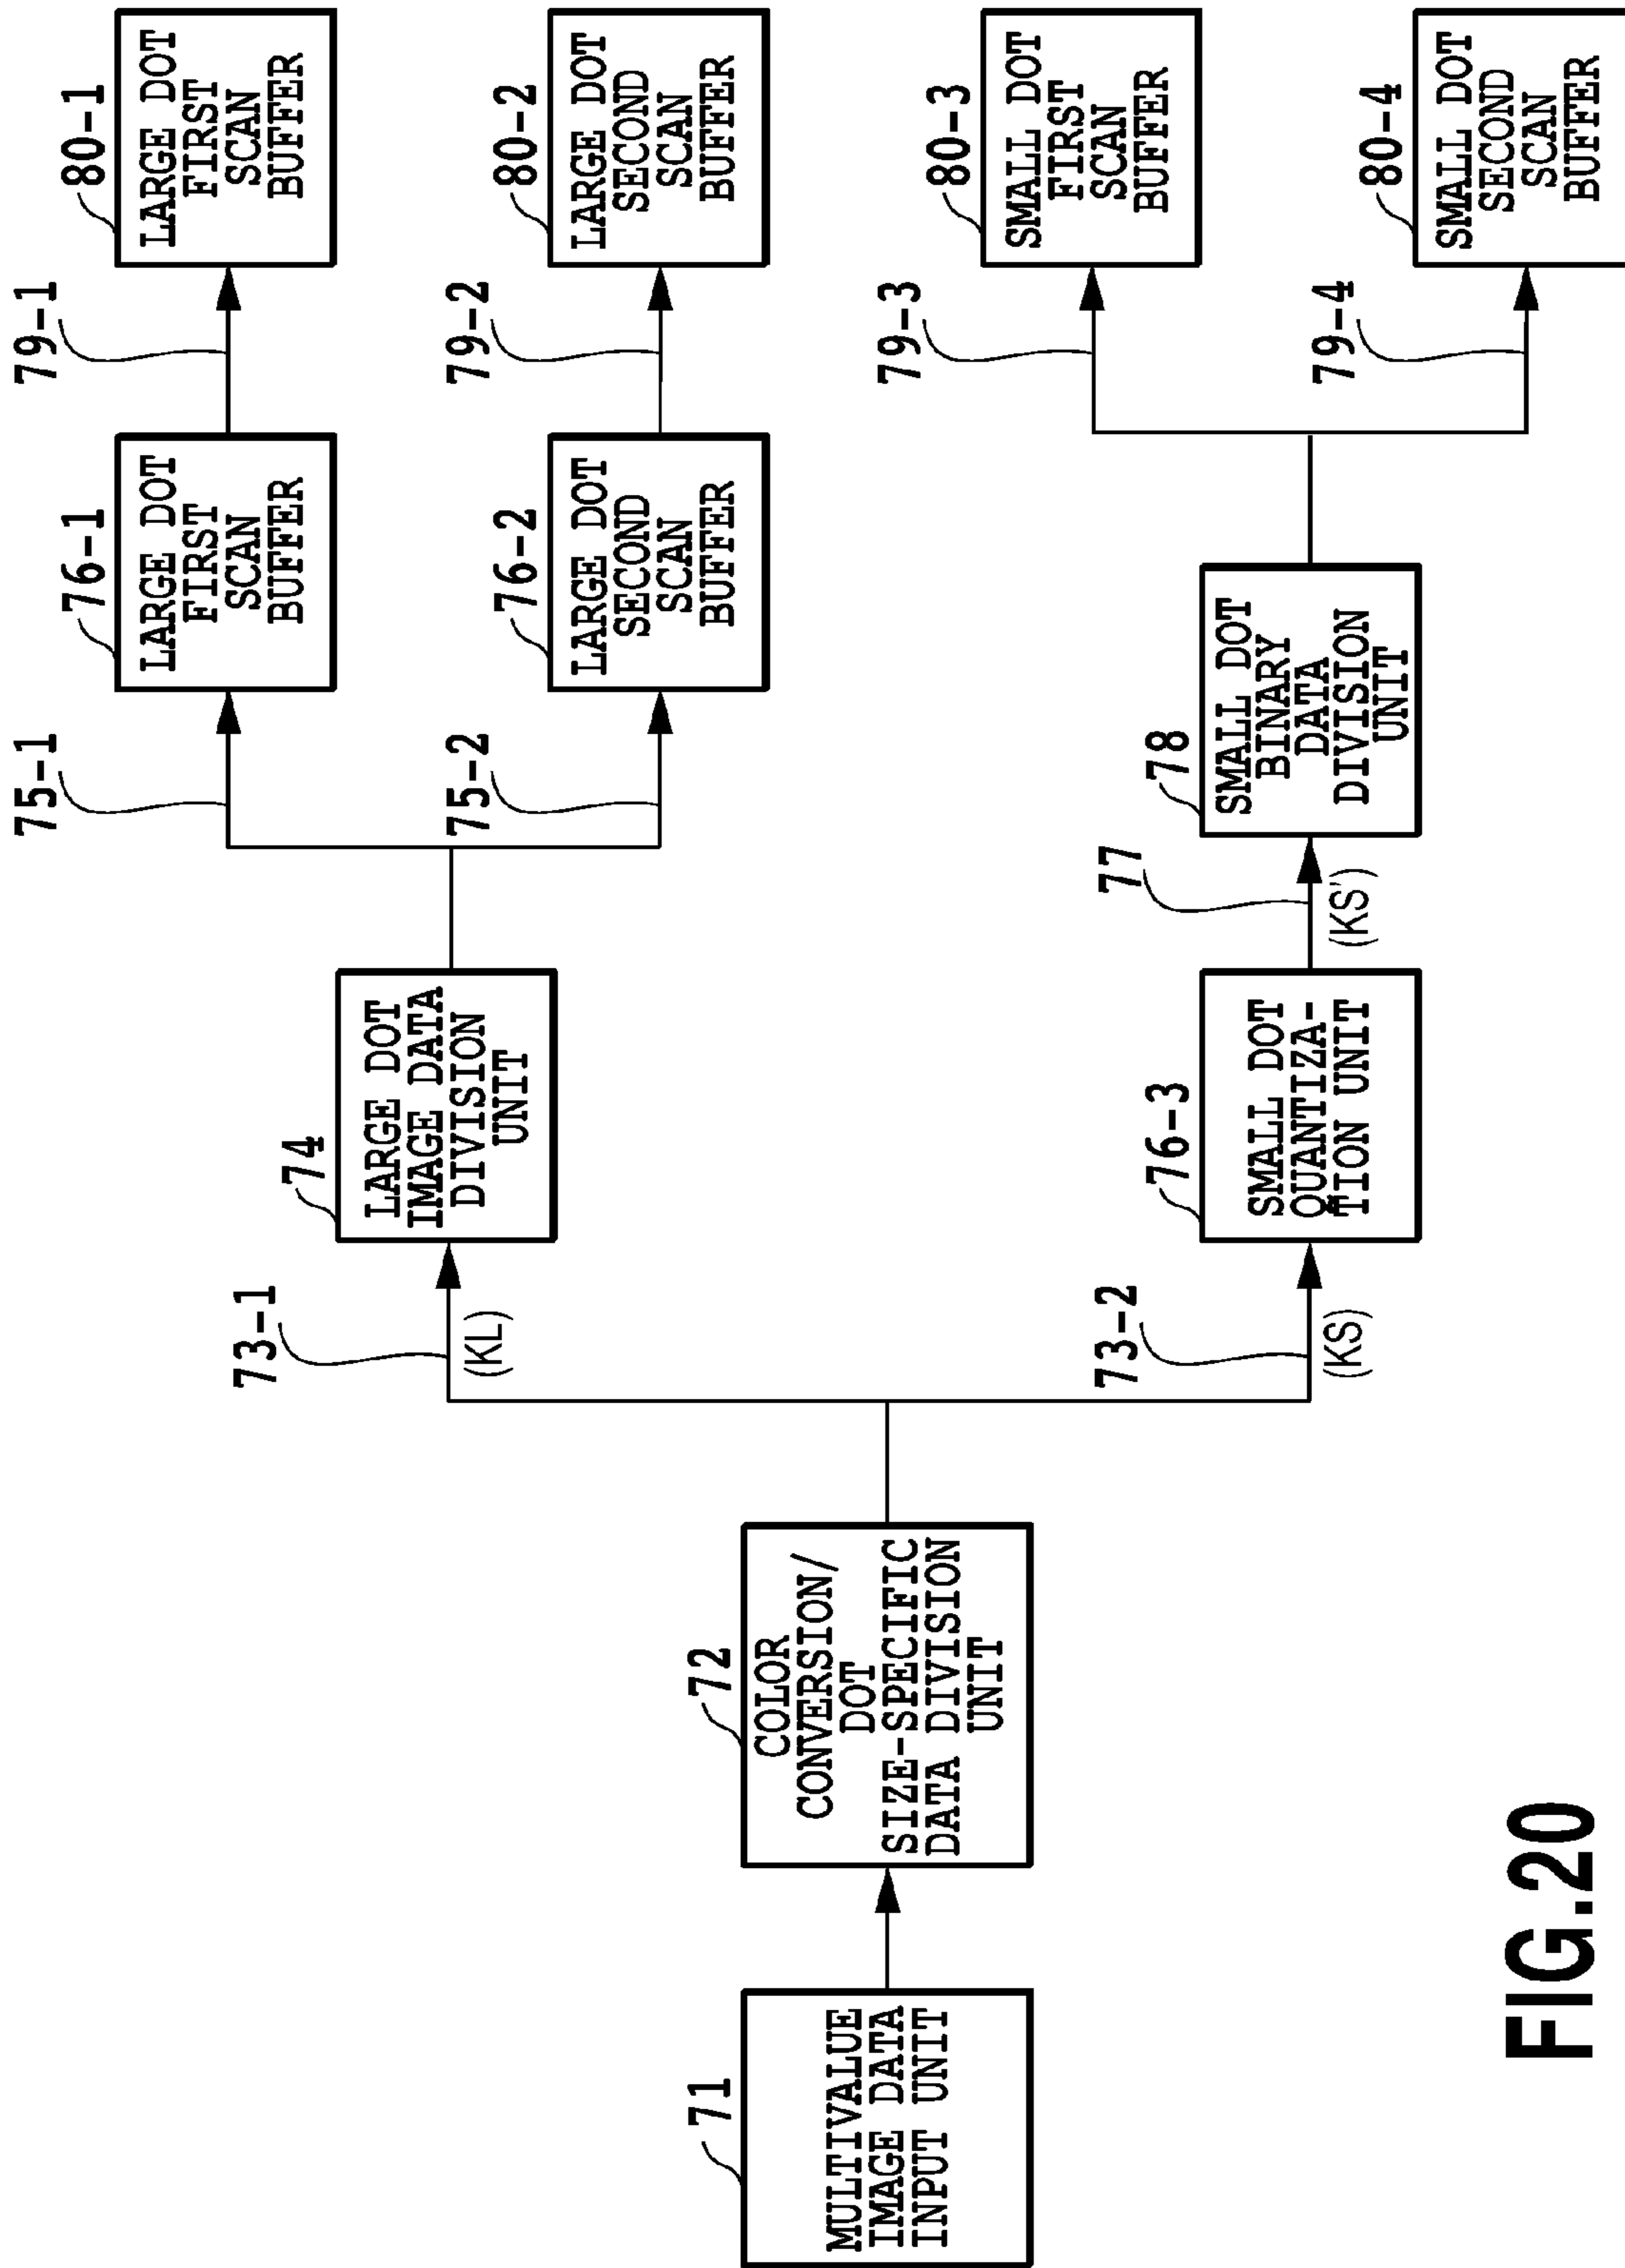 71
MULTIVALUE
IMAGE DATA
INPUT UNIT
72
COLOR
CONVERSION/
DOT
SIZE-SPECIFIC
DATA DIVISION
UNIT
73-1
(KL)
74
LARGE DOT
IMAGE DATA
DIVISION
UNIT
75-1
76-1
LARGE DOT
FIRST
SCAN
BUFFER
79-1
80-1
LARGE DOT
FIRST
SCAN
BUFFER
75-2
76-2
LARGE DOT
SECOND
SCAN
BUFFER
79-2
80-2
LARGE DOT
SECOND
SCAN
BUFFER
73-2
(KS)
76-3
SMALL DOT
QUANTIZA-
TION UNIT
77
(KS')
78
SMALL DOT
BINARY
DATA
DIVISION
UNIT
79-3
80-3
SMALL DOT
FIRST
SCAN
BUFFER
79-4
80-4
SMALL DOT
SECOND
SCAN
BUFFER
FIG.20